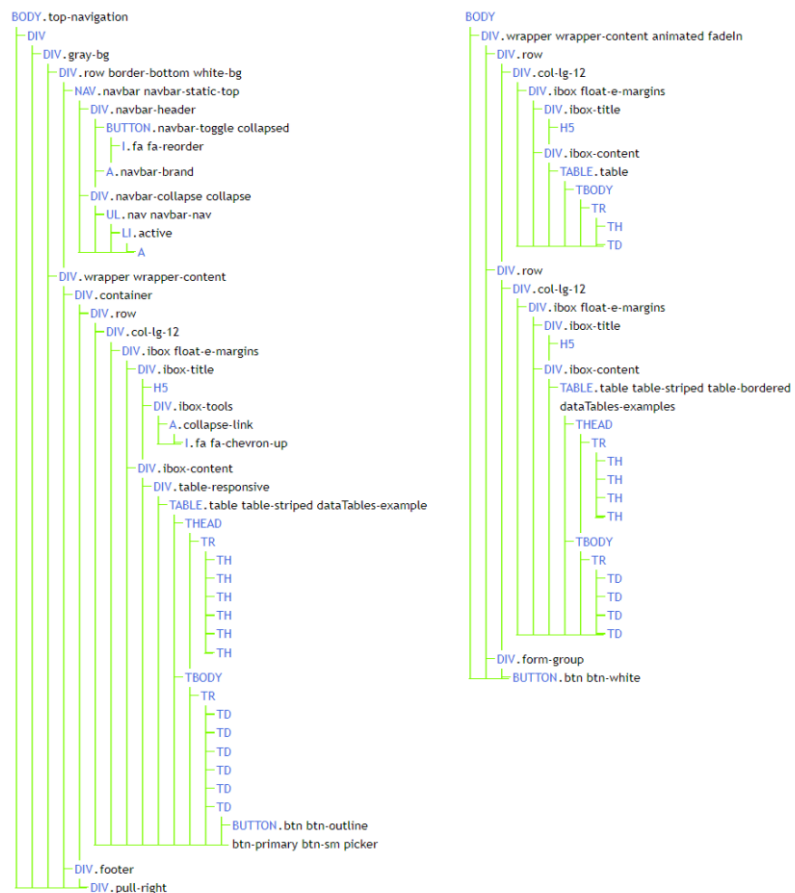 BODY.top-navigation
DIV
DIV.gray-bg
DIV.row border-bottom white-bg
NAV.navbar navbar-static-top
DIV.navbar-header
BUTTON.navbar-toggle collapsed
I.fa fa-reorder
A.navbar-brand
DIV.navbar-collapse collapse
UL.nav navbar-nav
LI.active
A
DIV.wrapper wrapper-content
DIV.container
DIV.row
DIV.col-lg-12
DIV.ibox float-e-margins
DIV.ibox-title
H5
DIV.ibox-tools
A.collapse-link
I.fa fa-chevron-up
DIV.ibox-content
DIV.table-responsive
TABLE.table table-striped dataTables-example
THEAD
TR
TH
TH
TH
TH
TH
TH
TBODY
TR
TD
TD
TD
TD
TD
TD
BUTTON.btn btn-outline
btn-primary btn-sm picker
DIV.footer
DIV.pull-right
BODY
DIV.wrapper wrapper-content animated fadeIn
DIV.row
DIV.col-lg-12
DIV.ibox float-e-margins
DIV.ibox-title
H5
DIV.ibox-content
TABLE.table
TBODY
TR
TH
TD
DIV.row
DIV.col-lg-12
DIV.ibox float-e-margins
DIV.ibox-title
H5
DIV.ibox-content
TABLE.table table-striped table-bordered
dataTables-examples
THEAD
TR
TH
TH
TH
TH
TBODY
TR
TD
TD
TD
TD
DIV.form-group
BUTTON.btn btn-white